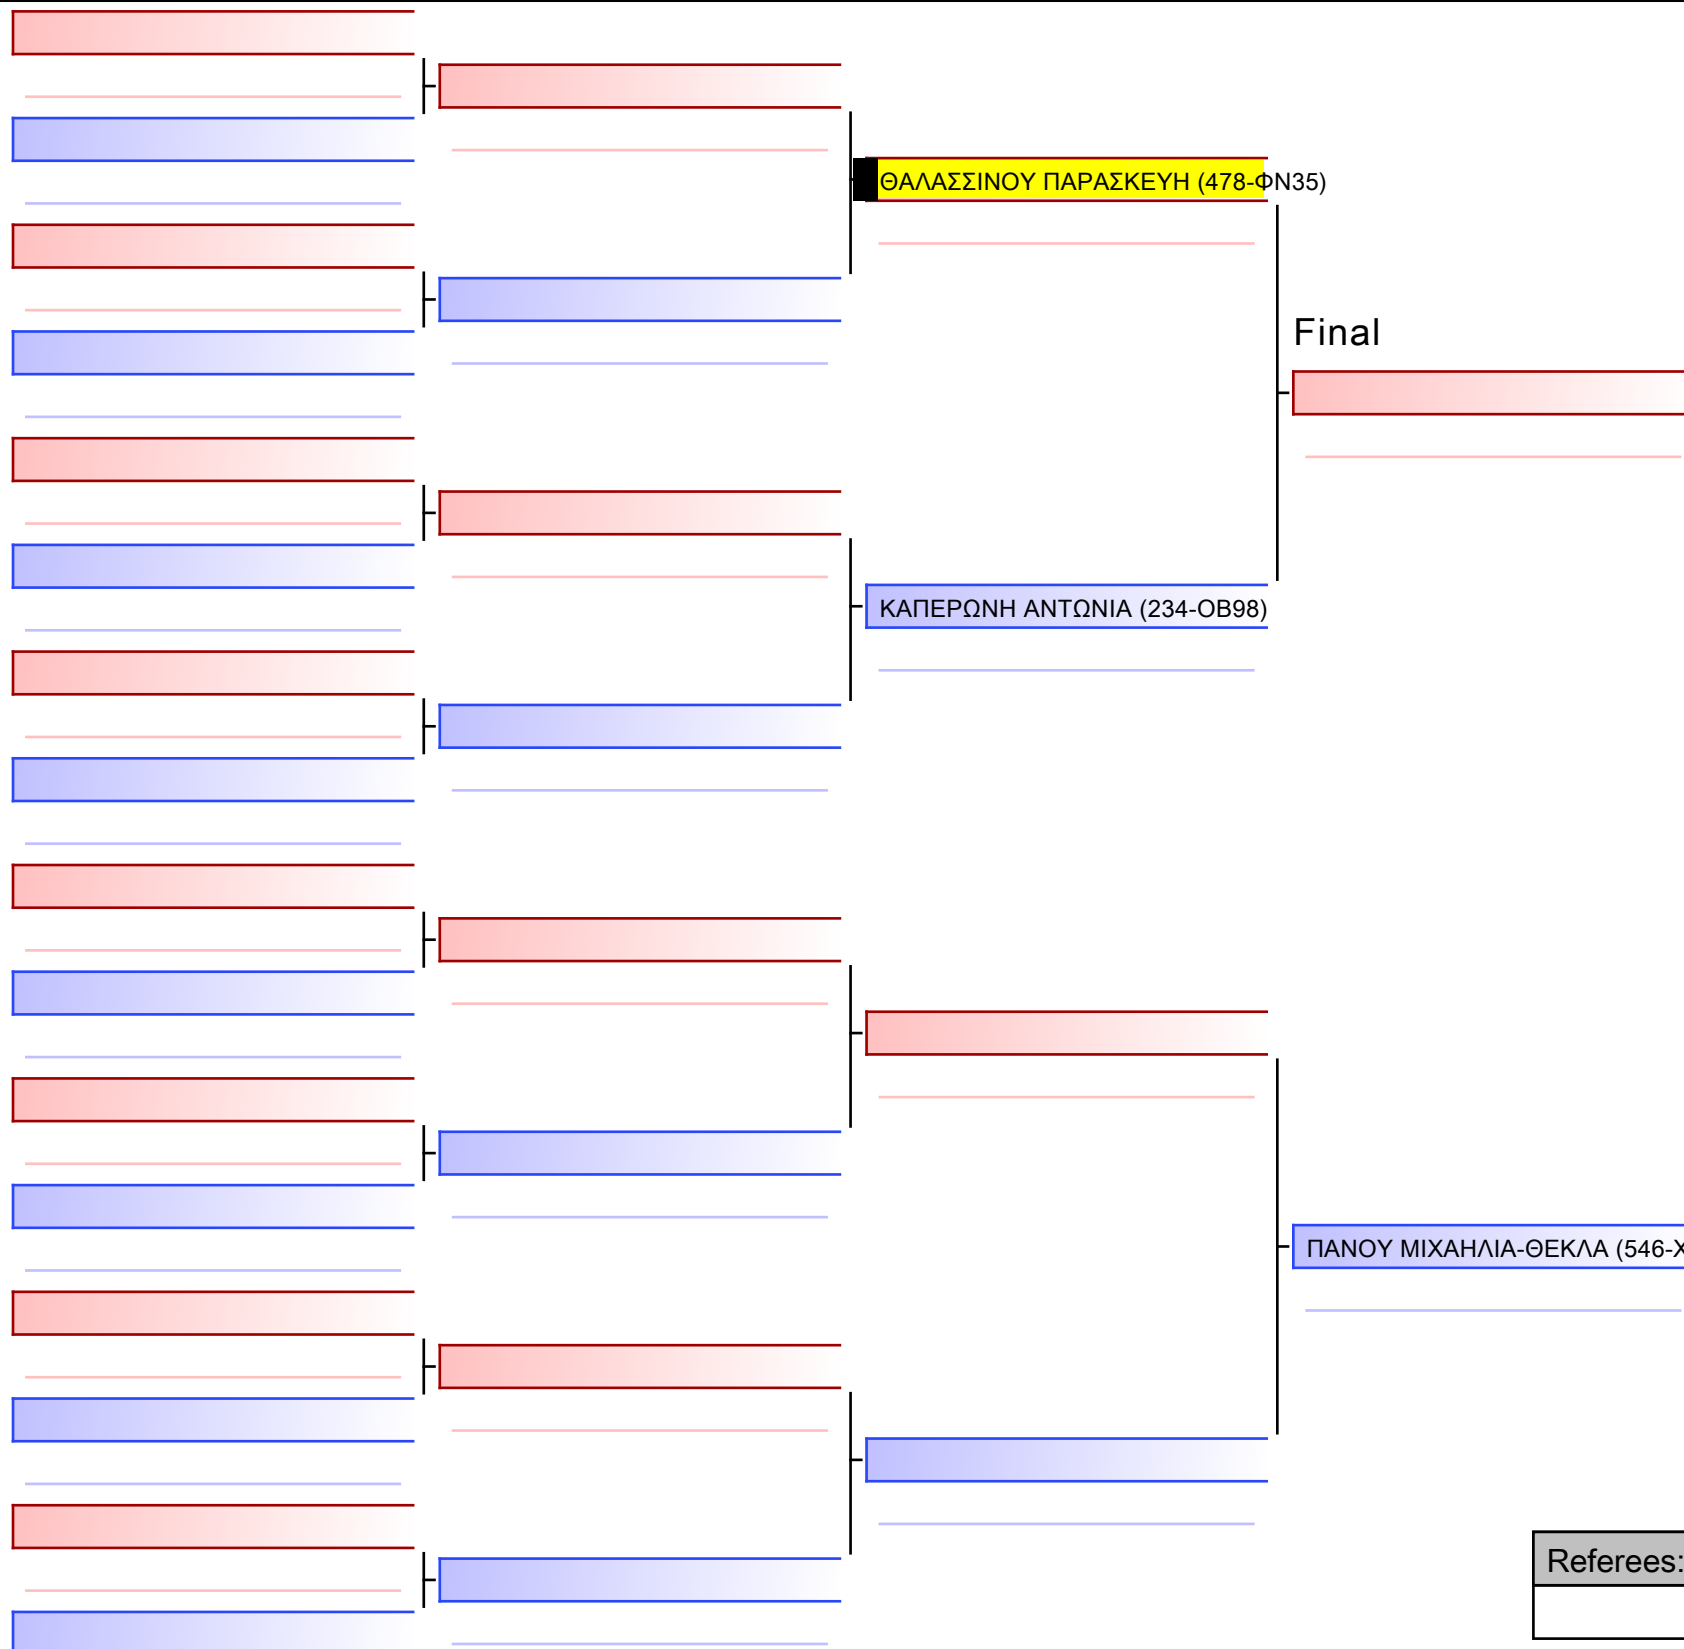 ΘΑΛΑΣΣΙΝΟΥ ΠΑΡΑΣΚΕΥΗ (478-ΦΝ35)
Final
ΚΑΠΕΡΩΝΗ ΑΝΤΩΝΙΑ (234-ΟΒ98)
ΠΑΝΟΥ ΜΙΧΑΗΛΙΑ-ΘΕΚΛΑ (546-Χ
Referees: